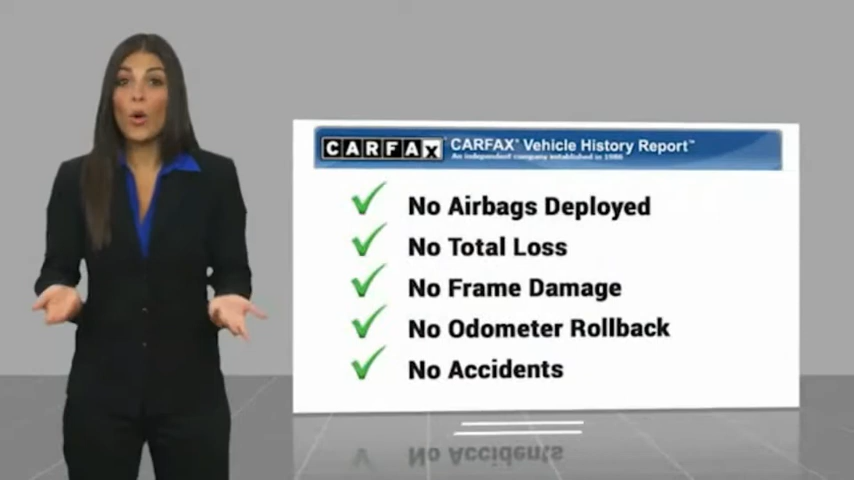 CARFAX CARFAX® Vehicle History Report™
An independent company established in 1986
No Airbags Deployed
No Total Loss
No Frame Damage
No Odometer Rollback
No Accidents
No Accidents